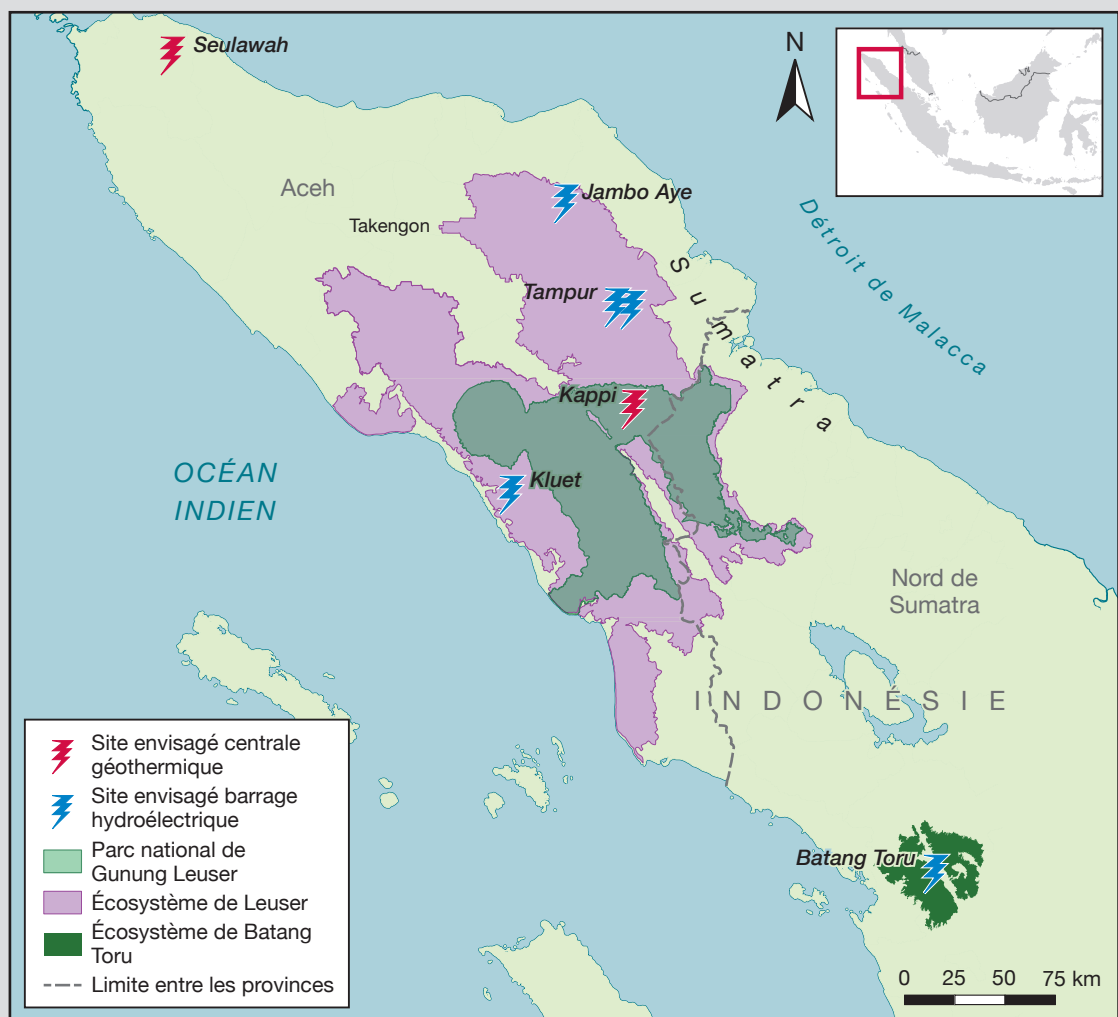 Seulawah
N
Aceh
Jambo Aye
Takengon
Détroit de Malacca
Sumatra
Tampur
Kappi
OCÉAN
INDIEN
Kluet
Nord de
Sumatra
INDONÉSIE
Batang Toru
Site envisagé centrale
géothermique
Site envisagé barrage
hydroélectrique
Parc national de
Gunung Leuser
Écosystème de Leuser
Écosystème de Batang
Toru
Limite entre les provinces
0 25 50 75 km